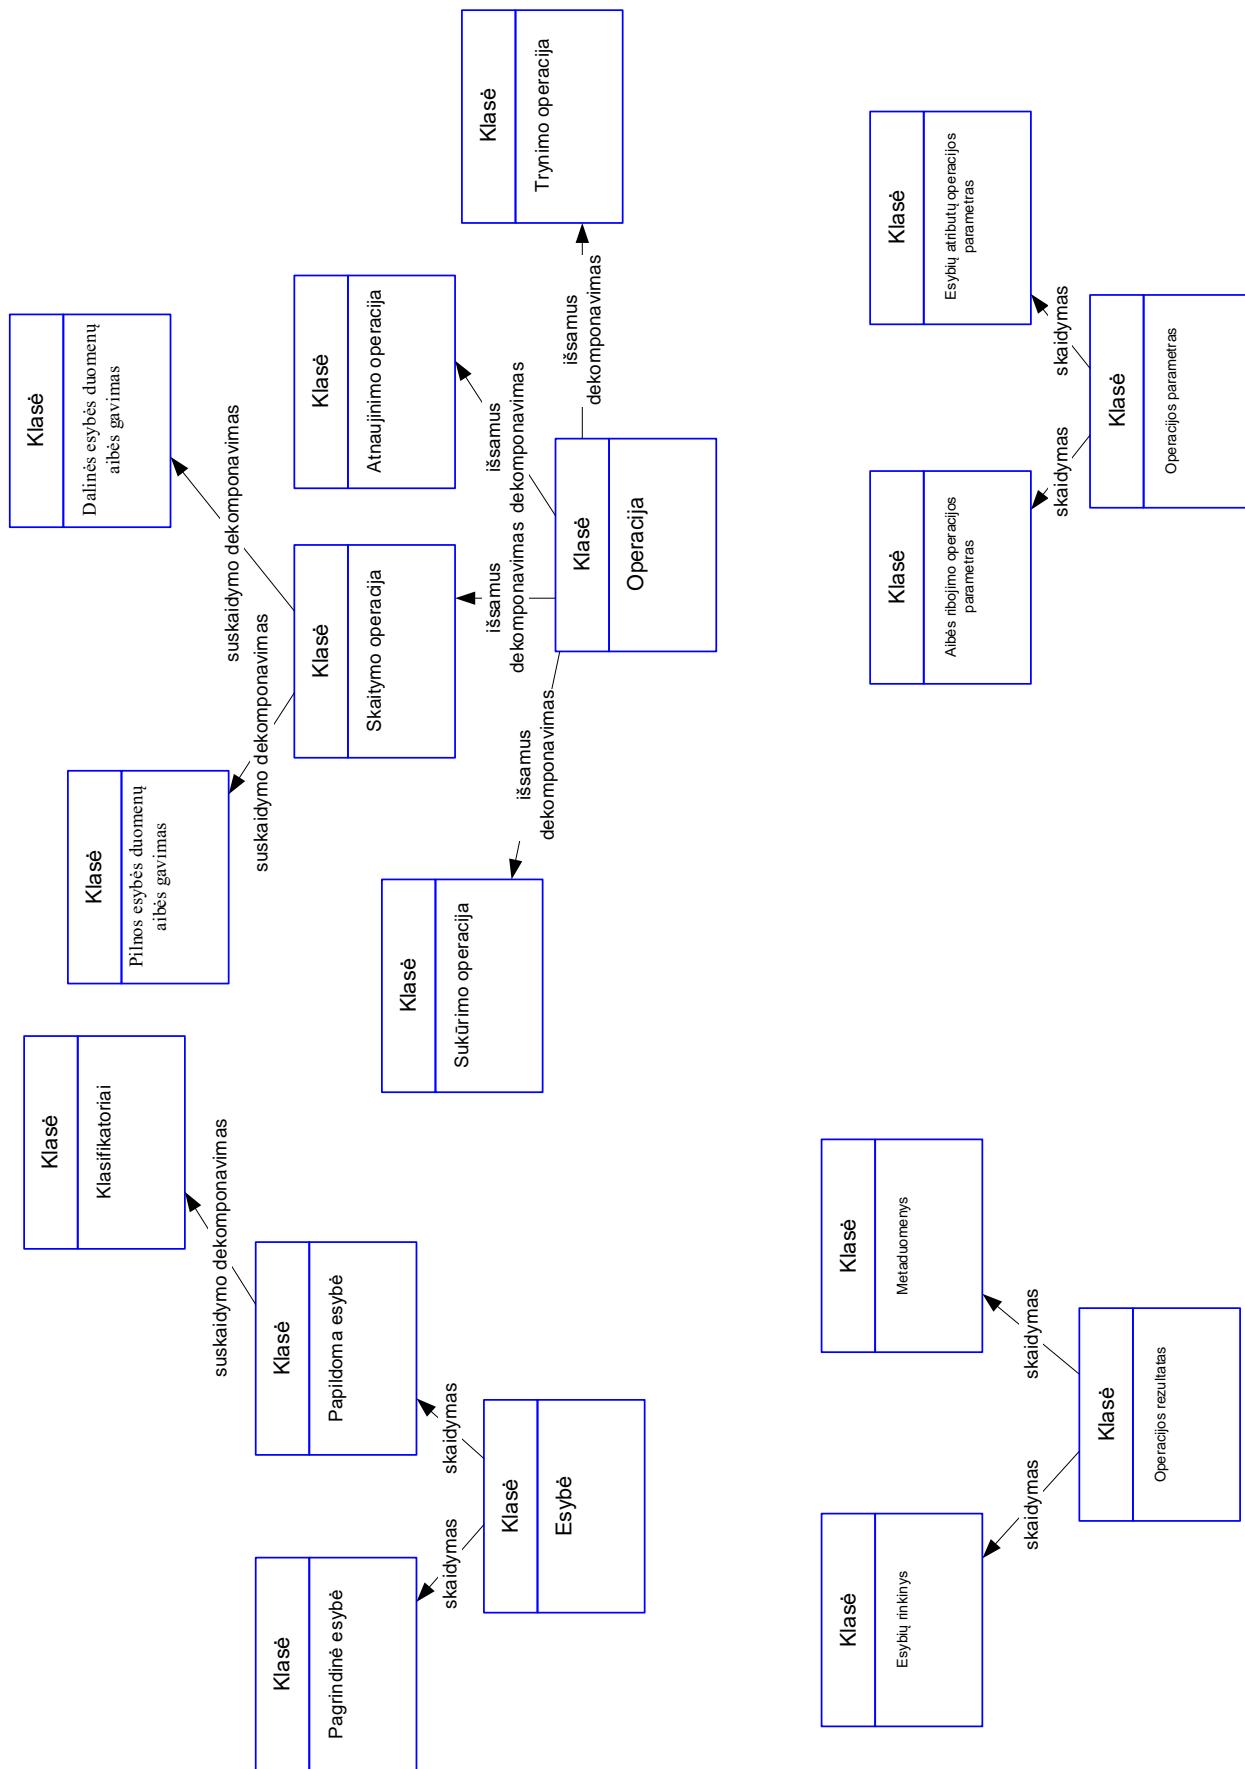 Klasė
Klasifikatoriai
Klasė
Pilnos esybės duomenų
aibės gavimas
Klasė
Dalinės esybės duomenų
aibės gavimas
suskaidymo dekomponavimas
suskaidymo dekomponavimas
suskaidymo dekomponavimas
Klasė
Pagrindinė esybė
Klasė
Papildoma esybė
Klasė
Skaitymo operacija
Klasė
Atnaujinimo operacija
Klasė
Sukūrimo operacija
Klasė
Trynimo operacija
skaidymas
skaidymas
išsamus
dekomponavimas
išsamus
dekomponavimas
išsamus
dekomponavimas
išsamus
dekomponavimas
Klasė
Esybė
Klasė
Operacija
Klasė
Esybių rinkinys
Klasė
Metaduomenys
Klasė
Aibės ribojimo operacijos
parametras
Klasė
Esybių atributų operacijos
parametras
skaidymas
skaidymas
skaidymas
skaidymas
Klasė
Operacijos rezultatas
Klasė
Operacijos parametras